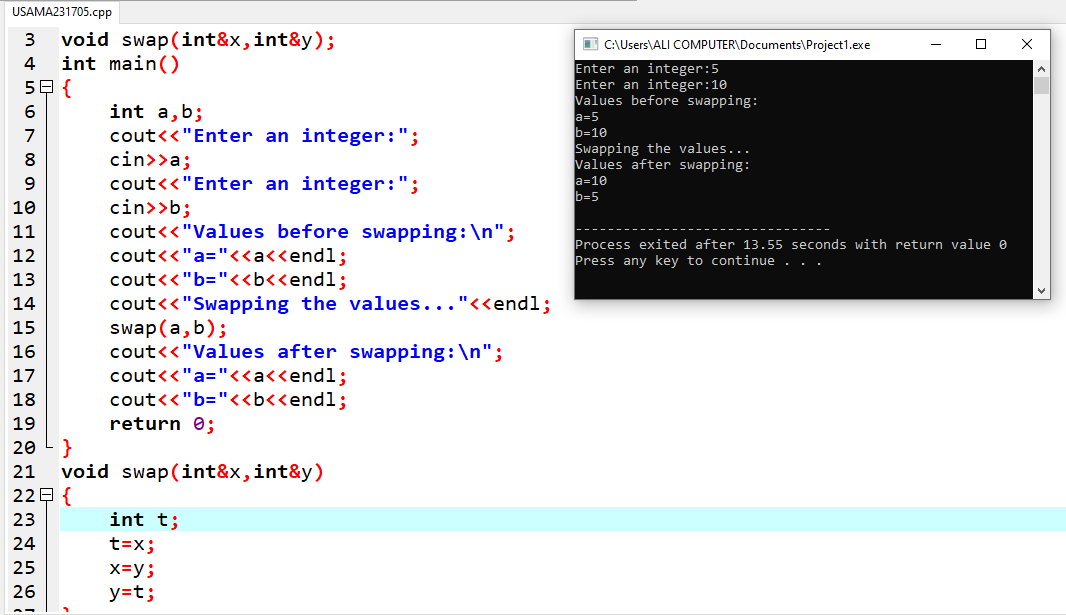 USAMA231705.cpp
3 void swap(int&x,int&y);
4 int main()
5 {
6 int a,b;
7 cout<<"Enter an integer:";
8 cin>>a;
9 cout<<"Enter an integer:";
10 cin>>b;
11 cout<<"Values before swapping:\n";
12 cout<<"a="<<a<<endl;
13 cout<<"b="<<b<<endl;
14 cout<<"Swapping the values..."<<endl;
15 swap(a,b);
16 cout<<"Values after swapping:\n";
17 cout<<"a="<<a<<endl;
18 cout<<"b="<<b<<endl;
19 return 0;
20 }
21 void swap(int&x,int&y)
22 {
23 int t;
24 t=x;
25 x=y;
26 y=t;
C:\Users\ALI COMPUTER\Documents\Project1.exe
Enter an integer:5
Enter an integer:10
Values before swapping:
a=5
b=10
Swapping the values...
Values after swapping:
a=10
b=5
--------------------------------
Process exited after 13.55 seconds with return value 0
Press any key to continue . . .